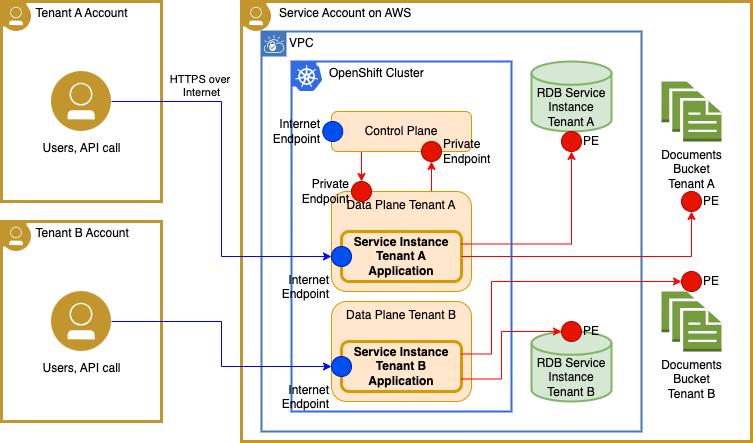 Tenant A Account
Users, API call
Tenant B Account
Users, API call
HTTPS over
Internet
Service Account on AWS
VPC
OpenShift Cluster
Internet
Endpoint
Control Plane
Private
Endpoint
Private
Endpoint
Data Plane Tenant A
Service Instance
Tenant A
Application
Internet
Endpoint
Data Plane Tenant B
Service Instance
Tenant B
Application
Internet
Endpoint
RDB Service
Instance
Tenant A
PE
Documents
Bucket
Tenant A
PE
PE
Documents
Bucket
Tenant B
PE
RDB Service
Instance
Tenant B